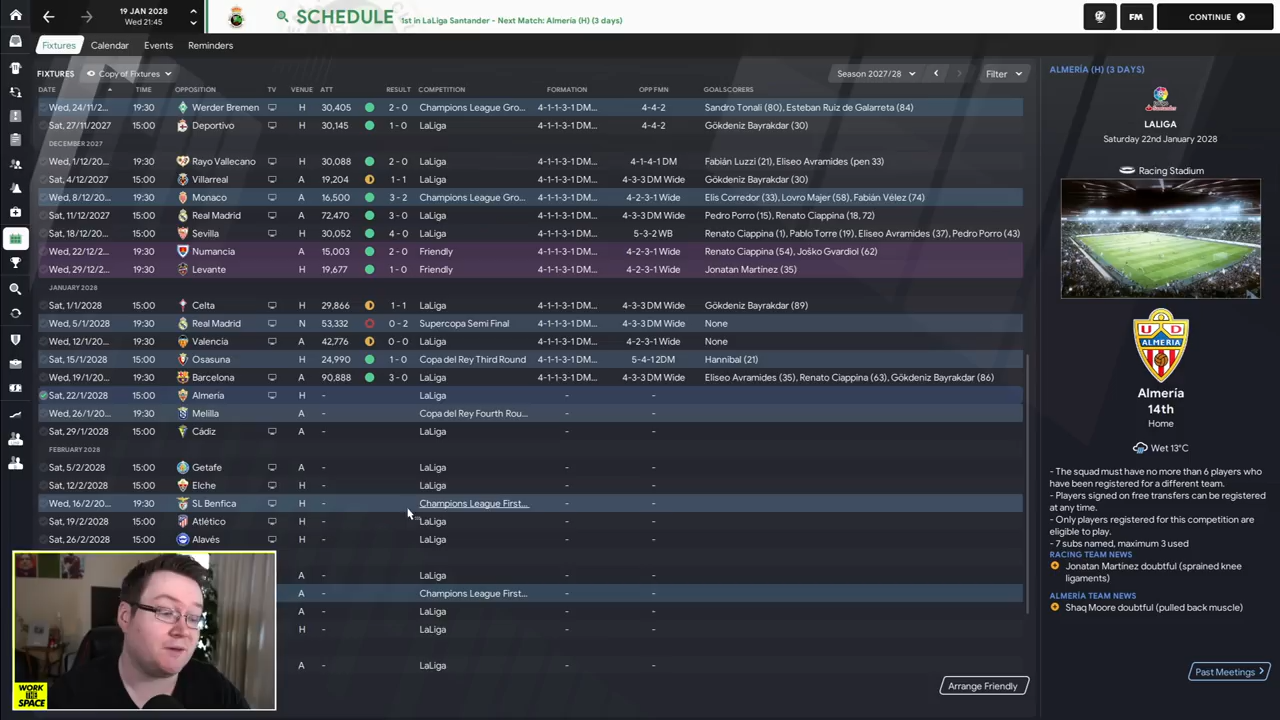 19 JAN 2028
Wed 21:45
SCHEDULE
1st in LaLiga Santander - Next Match: Almería (H) (3 days)
FM
CONTINUE
Fixtures Calendar Events Reminders
FIXTURES Copy of Fixtures Season 2027/28 Filter
DATE TIME OPPOSITION TV VENUE ATT RESULT COMPETITION FORMATION OPP FMN GOALSCORERS
Wed, 24/11/2... 19:30 Werder Bremen H 30,405 2-0 Champions League Gro... 4-1-1-3-1 DM... 4-4-2 Sandro Tonali (80), Esteban Ruiz de Galarreta (84)
Sat, 27/11/2027 15:00 Deportivo H 30,145 1-0 LaLiga 4-1-1-3-1 DM... 4-4-2 Gökdeniz Bayrakdar (30)
DECEMBER 2027
Wed, 1/12/20... 19:30 Rayo Vallecano H 30,088 2-0 LaLiga 4-1-1-3-1 DM... 4-1-4-1 DM Fabián Luzzi (21), Eliseo Avramides (pen 33)
Sat, 4/12/2027 15:00 Villarreal A 19,204 1-1 LaLiga 4-1-1-3-1 DM... 4-3-3 DM Wide Gökdeniz Bayrakdar (30)
Wed, 8/12/20... 19:30 Monaco A 16,500 3-2 Champions League Gro... 4-1-1-3-1 DM... 4-2-3-1 Wide Elis Corredor (33), Lovro Majer (58), Fabián Vélez (74)
Sat, 11/12/2027 15:00 Real Madrid A 72,470 3-0 LaLiga 4-1-1-3-1 DM... 4-3-3 DM Wide Pedro Porro (15), Renato Ciappina (18, 72)
Sat, 18/12/20... 15:00 Sevilla H 30,052 4-0 LaLiga 4-1-1-3-1 DM... 5-3-2 WB Renato Ciappina (1), Pablo Torre (19), Eliseo Avramides (37), Pedro Porro (43)
Wed, 22/12/... 19:30 Numancia A 15,003 2-0 Friendly 4-1-1-3-1 DM... 4-2-3-1 Wide Renato Ciappina (54), Joško Gvardiol (62)
Wed, 29/12/... 19:30 Levante H 19,677 1-0 Friendly 4-1-1-3-1 DM... 4-2-3-1 Wide Jonatan Martínez (35)
JANUARY 2028
Sat, 1/1/2028 15:00 Celta H 29,866 1-1 LaLiga 4-1-1-3-1 DM... 4-3-3 DM Wide Gökdeniz Bayrakdar (89)
Wed, 5/1/2028 19:30 Real Madrid N 53,332 0-2 Supercopa Semi Final 4-1-1-3-1 DM... 4-3-3 DM Wide None
Wed, 12/1/20... 19:30 Valencia A 42,776 0-0 LaLiga 4-1-1-3-1 DM... 4-2-3-1 Wide None
Sat, 15/1/2028 15:00 Osasuna H 24,990 1-0 Copa del Rey Third Round 4-1-1-3-1 DM... 5-4-1 2DM Hannibal (21)
Wed, 19/1/20... 19:30 Barcelona A 90,888 3-0 LaLiga 4-1-1-3-1 DM... 4-3-3 DM Wide Eliseo Avramides (35), Renato Ciappina (63), Gökdeniz Bayrakdar (86)
Sat, 22/1/2028 15:00 Almería H - LaLiga - -
Wed, 26/1/20... 19:30 Melilla A - Copa del Rey Fourth Rou... - -
Sat, 29/1/2028 15:00 Cádiz A - LaLiga - -
FEBRUARY 2028
Sat, 5/2/2028 15:00 Getafe A - LaLiga - -
Sat, 12/2/2028 15:00 Elche H - LaLiga - -
Wed, 16/2/20... 19:30 SL Benfica H - Champions League First... - -
Sat, 19/2/2028 15:00 Atlético H - LaLiga - -
Sat, 26/2/2028 15:00 Alavés H - LaLiga - -
A - LaLiga - -
A - Champions League First... - -
A - LaLiga - -
H - LaLiga - -
A - LaLiga - -
Arrange Friendly
WORK
THE
SPACE
ALMERÍA (H) (3 DAYS)
LALIGA
Saturday 22nd January 2028
Racing Stadium
Almería
14th
Home
Wet 13°C
- The squad must have no more than 6 players who
have been registered for a different team.
- Players signed on free transfers can be registered
at any time.
- Only players registered for this competition are
eligible to play.
- 7 subs named, maximum 3 used
RACING TEAM NEWS
Jonatan Martínez doubtful (sprained knee
ligaments)
ALMERÍA TEAM NEWS
Shaq Moore doubtful (pulled back muscle)
Past Meetings